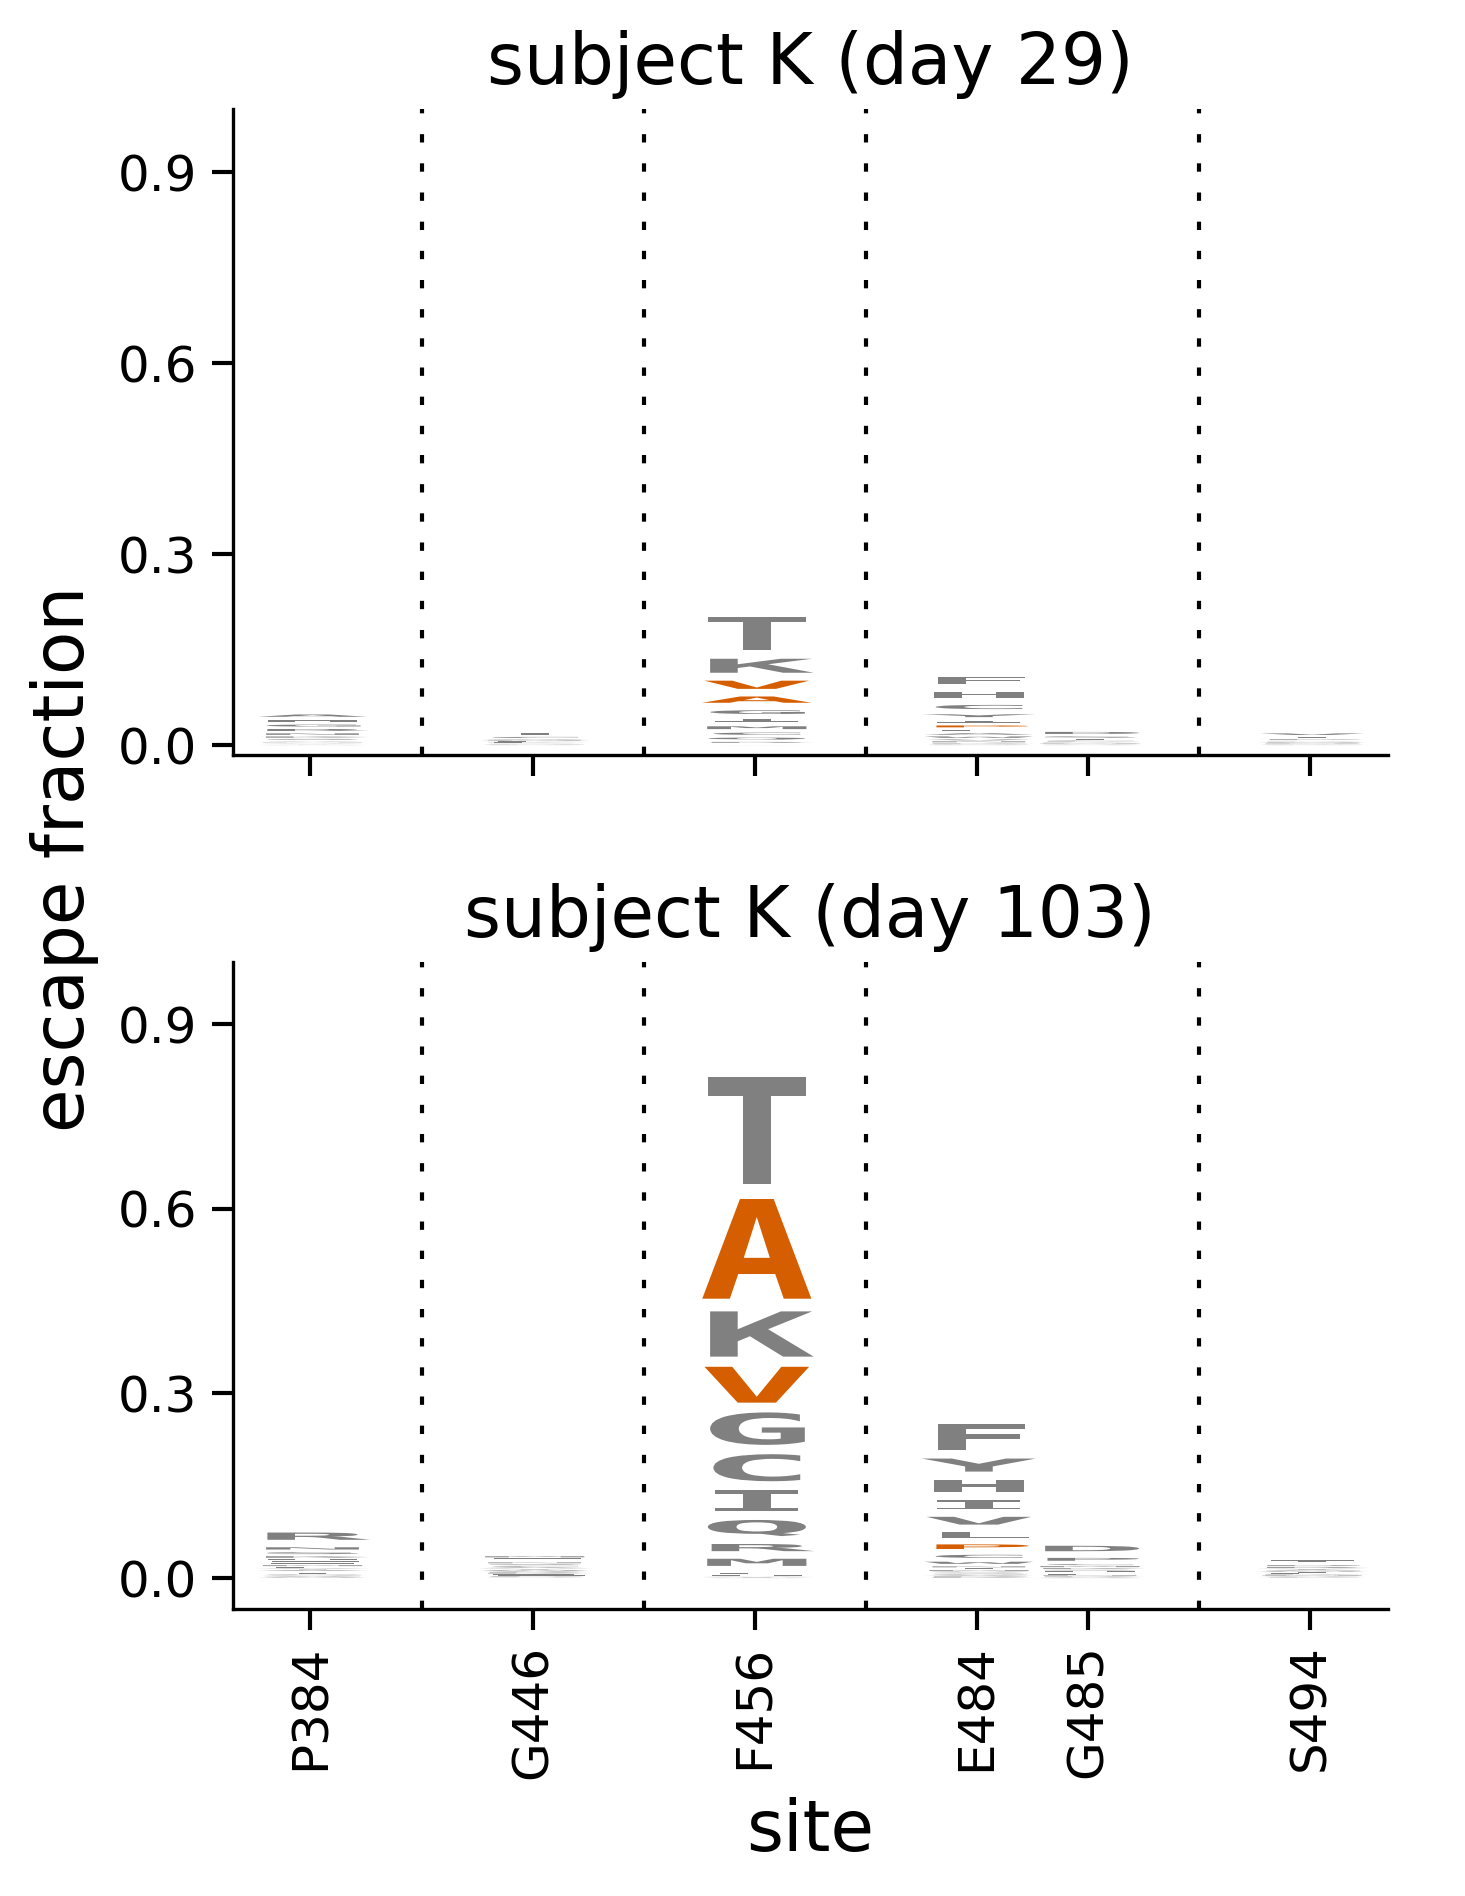 subject K (day 29)
escape fraction
0.9
0.6
0.3
0.0
T
K
V
A
subject K (day 103)
0.9
0.6
0.3
0.0
T
A
K
V
G
C
I
Q
R
M
F
Y
H
I
V
L
P
R
D
P384
G446
F456
E484
G485
S494
site